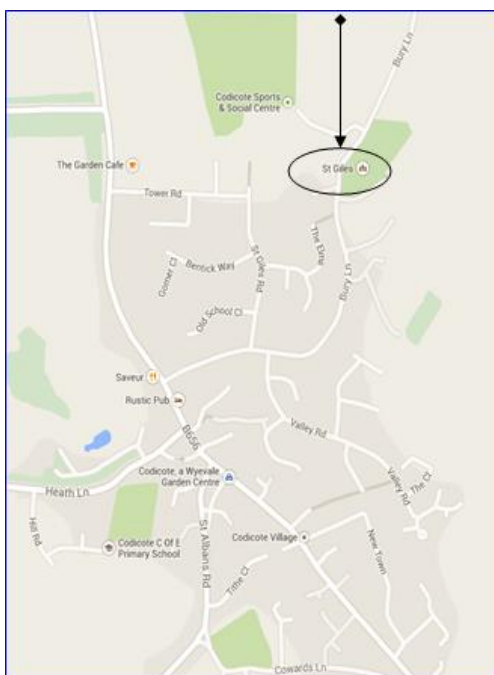 Bury Ln
Codicote Sports
& Social Centre
St Giles
The Garden Cafe
Tower Rd
The Elms
St Giles Rd
Bentick Way
Gomer Cl
Bury Ln
Old School Cl
Saveur
Rustic Pub
B656
Valley Rd
Codicote, a Wyevale
Garden Centre
Valley Rd
The Cl
Heath Ln
Hill Rd
St Albans Rd
Codicote C Of E
Primary School
Codicote Village
New Town
Tithe Cl
Cowards Ln